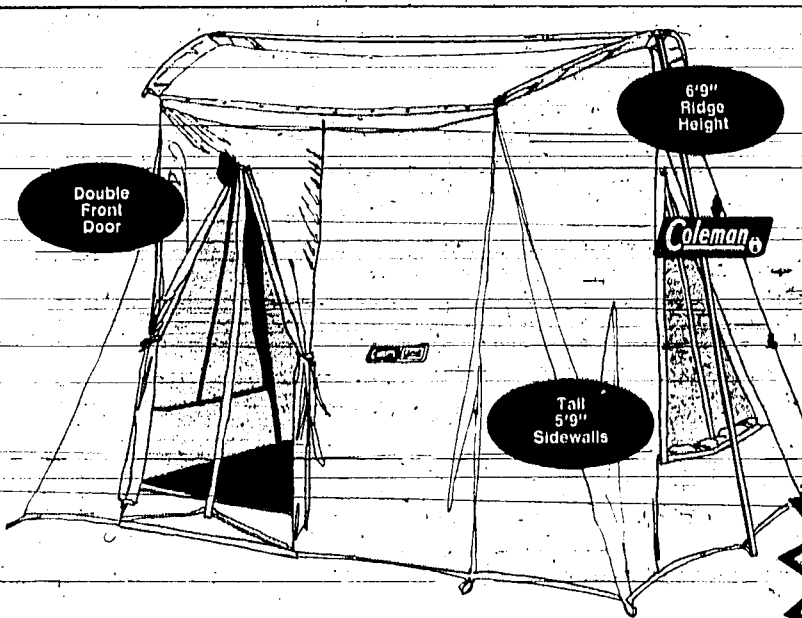 6'9"
Ridge
Height
Double
Front
Door
Coleman
Tall
5'9"
Sidewalls